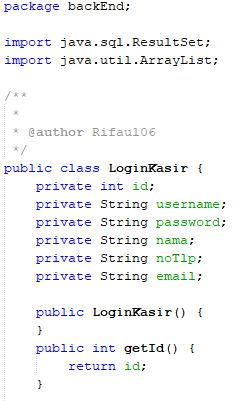 package backEnd;
import java.sql.ResultSet;
import java.util.ArrayList;
/**
 *
 * @author Rifaul06
 */
public class LoginKasir {
    private int id;
    private String username;
    private String password;
    private String nama;
    private String noTlp;
    private String email;
    public LoginKasir() {
    }
    public int getId() {
        return id;
    }